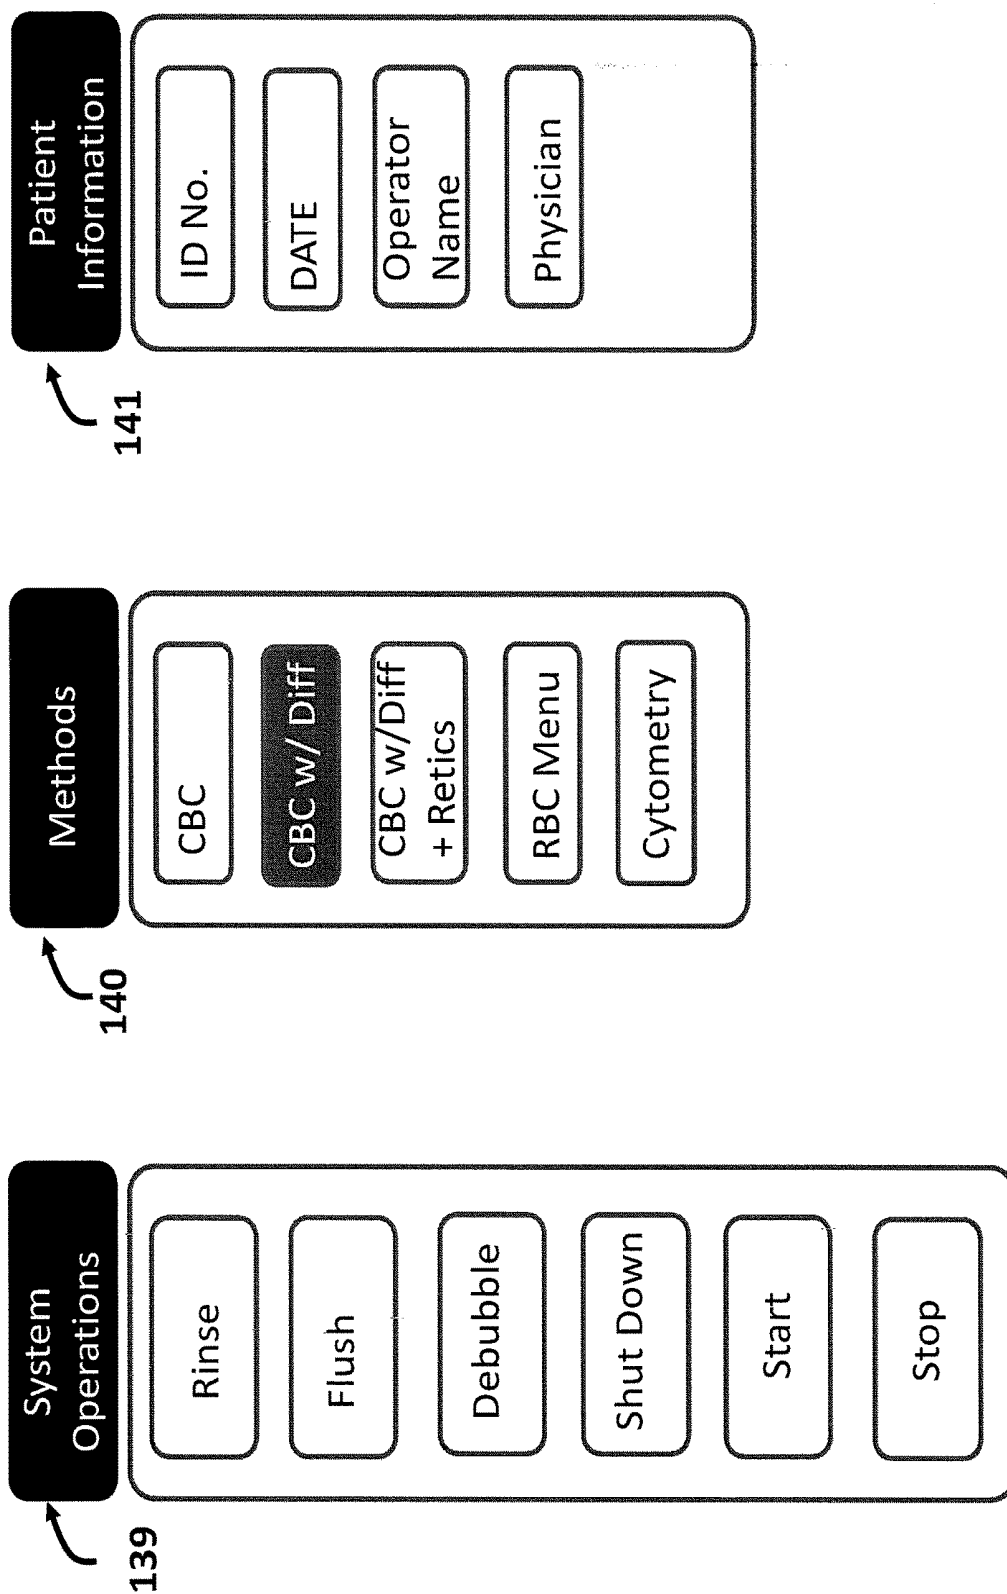 139
System
Operations
Rinse
Flush
Debubble
Shut Down
Start
Stop
140
Methods
CBC
CBC w/ Diff
CBC w/Diff
+ Retics
RBC Menu
Cytometry
141
Patient
Information
ID No.
DATE
Operator
Name
Physician